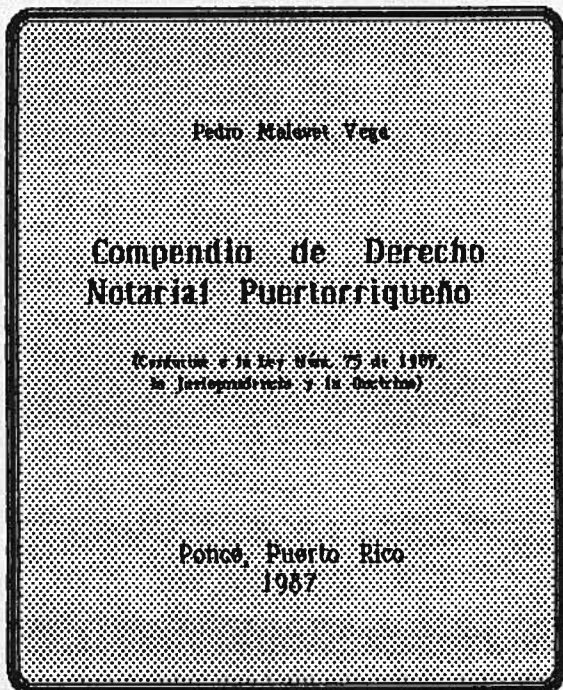 Pedro Malavet Vega
Compendio de Derecho
Notarial Puertorriqueño
(Conforme a la Ley Núm. 75 de 1987,
la Jurisprudencia y la Doctrina)
Ponce, Puerto Rico
1987